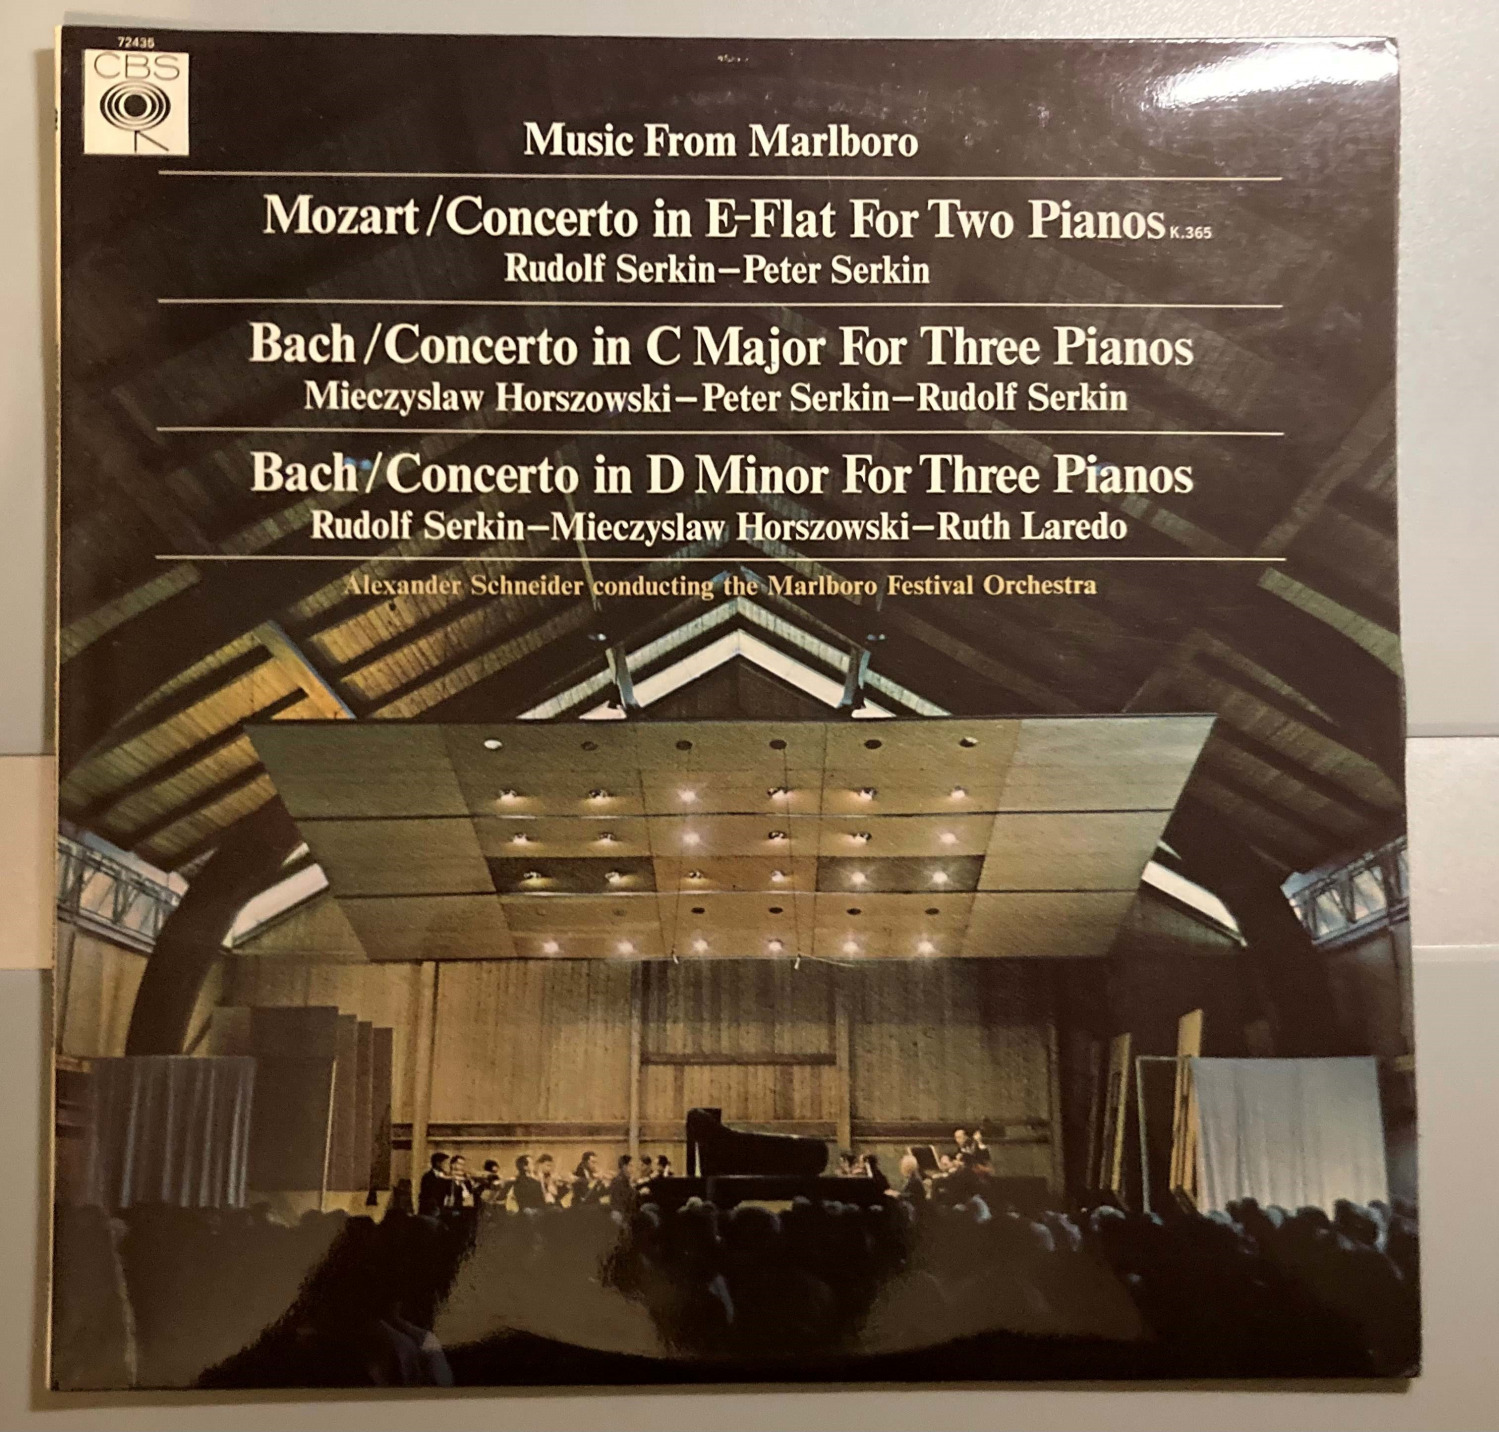 72435
CBS
Music From Marlboro
Mozart/Concerto in E-Flat For Two Pianos K.365
Rudolf Serkin–Peter Serkin
Bach/Concerto in C Major For Three Pianos
Mieczyslaw Horszowski–Peter Serkin–Rudolf Serkin
Bach/Concerto in D Minor For Three Pianos
Rudolf Serkin–Mieczyslaw Horszowski–Ruth Laredo
Alexander Schneider conducting the Marlboro Festival Orchestra